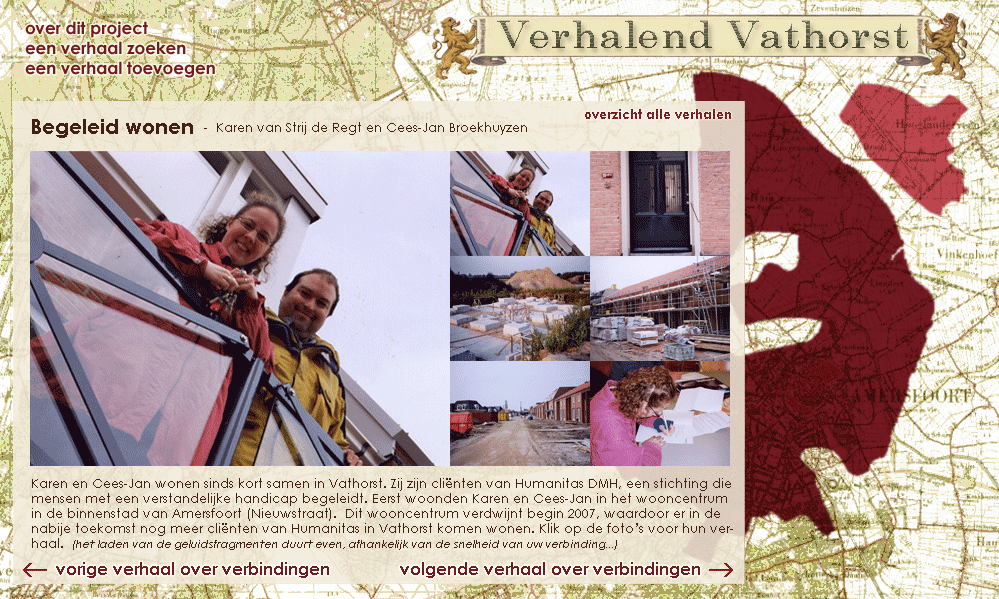 over dit project
een verhaal zoeken
een verhaal toevoegen
Verhalend Vathorst
overzicht alle verhalen
Begeleid wonen - Karen van Strij de Regt en Cees-Jan Broekhuyzen
Karen en Cees-Jan wonen sinds kort samen in Vathorst. Zij zijn cliënten van Humanitas DMH, een stichting die
mensen met een verstandelijke handicap begeleidt. Eerst woonden Karen en Cees-Jan in het wooncentrum
in de binnenstad van Amersfoort (Nieuwstraat). Dit wooncentrum verdwijnt begin 2007, waardoor er in de
nabije toekomst nog meer cliënten van Humanitas in Vathorst komen wonen. Klik op de foto's voor hun ver-
haal. (het laden van de geluidsfragmenten duurt even, afhankelijk van de snelheid van uw verbinding...)
← vorige verhaal over verbindingen
volgende verhaal over verbindingen →
Zevenhuizen
Hooglanderveen
Vinkenhoef
AMERSFOORT